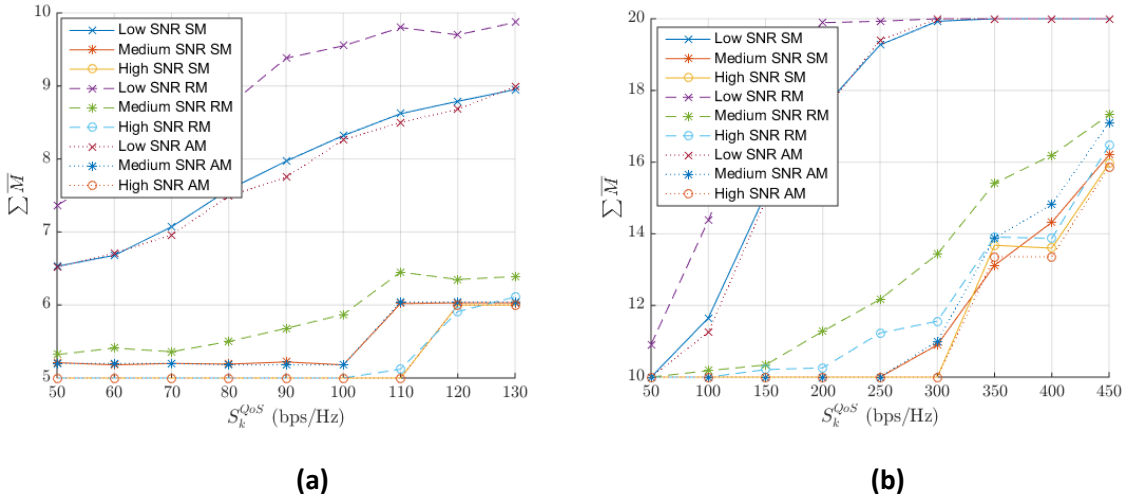 10
9
8
7
6
5
∑ M̅
Low SNR SM
Medium SNR SM
High SNR SM
Low SNR RM
Medium SNR RM
High SNR RM
Low SNR AM
Medium SNR AM
High SNR AM
50 60 70 80 90 100 110 120 130
S_k^{QoS} (bps/Hz)
(a)
20
18
16
14
12
10
∑ M̅
Low SNR SM
Medium SNR SM
High SNR SM
Low SNR RM
Medium SNR RM
High SNR RM
Low SNR AM
Medium SNR AM
High SNR AM
50 100 150 200 250 300 350 400 450
S_k^{QoS} (bps/Hz)
(b)